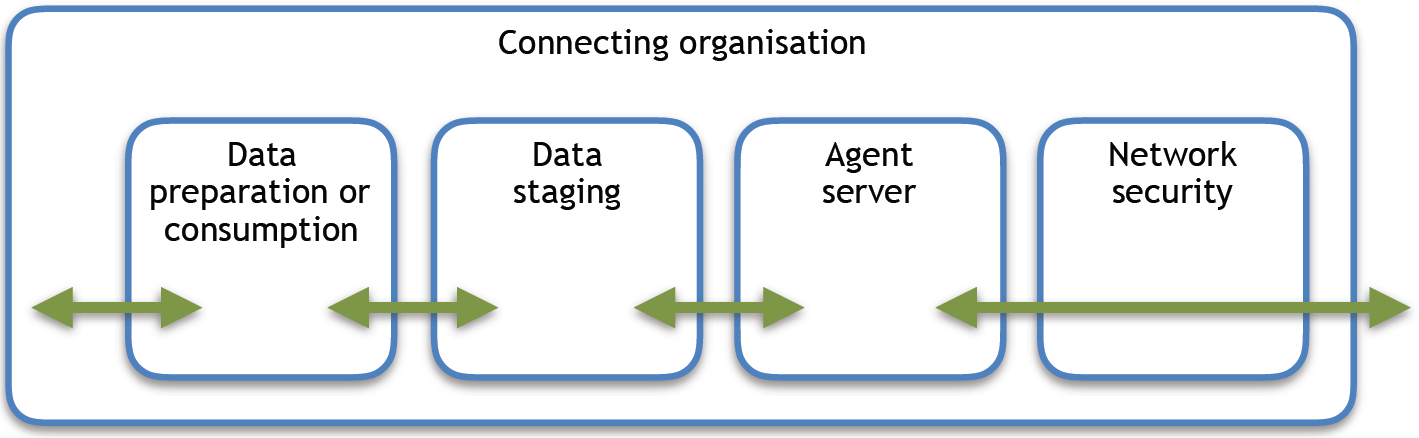 Connecting organisation
Data
preparation or
consumption
Data
staging
Agent
server
Network
security